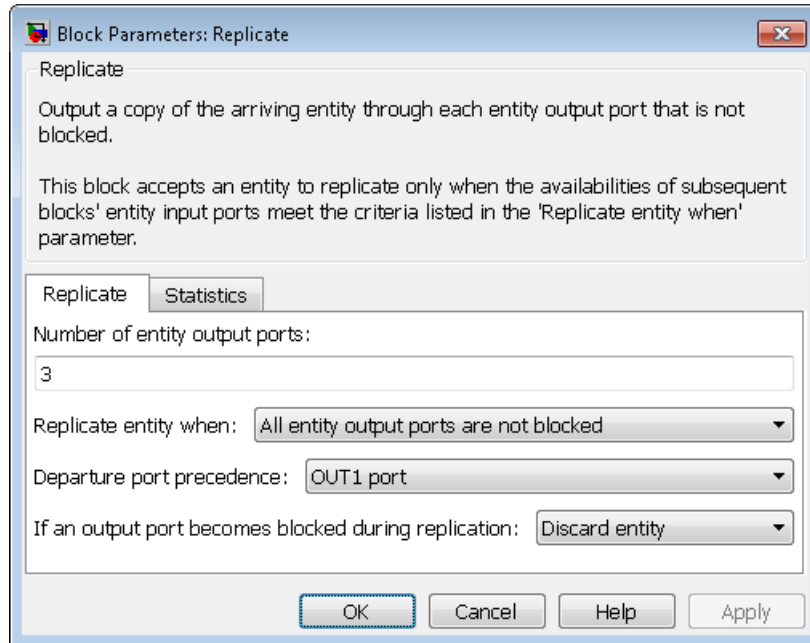 Block Parameters: Replicate
Replicate
Output a copy of the arriving entity through each entity output port that is not
blocked.
This block accepts an entity to replicate only when the availabilities of subsequent
blocks' entity input ports meet the criteria listed in the 'Replicate entity when'
parameter.
Replicate Statistics
Number of entity output ports:
3
Replicate entity when: All entity output ports are not blocked
Departure port precedence: OUT1 port
If an output port becomes blocked during replication: Discard entity
OK Cancel Help Apply